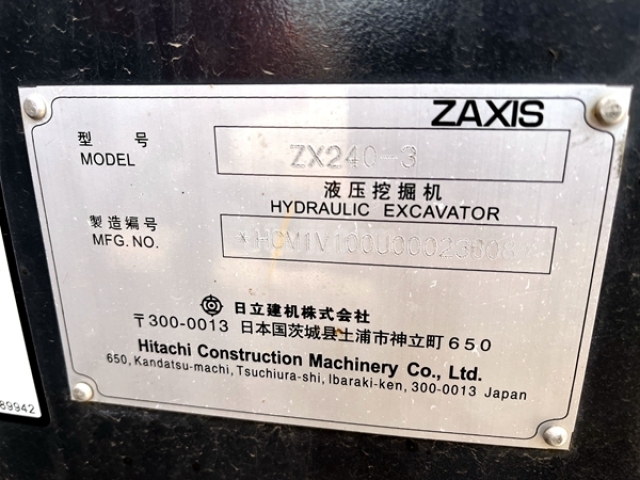 ZAXIS
型 号
MODEL
ZX240-3
液压挖掘机
HYDRAULIC EXCAVATOR
製造编号
MFG. NO.
日立建机株式会社
〒300-0013 日本国茨城县土浦市神立町650
Hitachi Construction Machinery Co., Ltd.
650, Kandatsu-machi, Tsuchiura-shi, Ibaraki-ken, 300-0013 Japan
89942